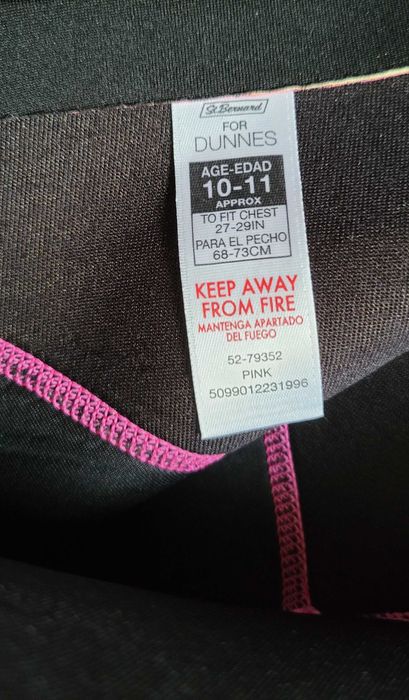 St. Bernard
FOR
DUNNES
AGE-EDAD
10-11
APPROX
TO FIT CHEST
27-29IN
PARA EL PECHO
68-73CM
KEEP AWAY
FROM FIRE
MANTENGA APARTADO
DEL FUEGO
52-79352
PINK
5099012231996